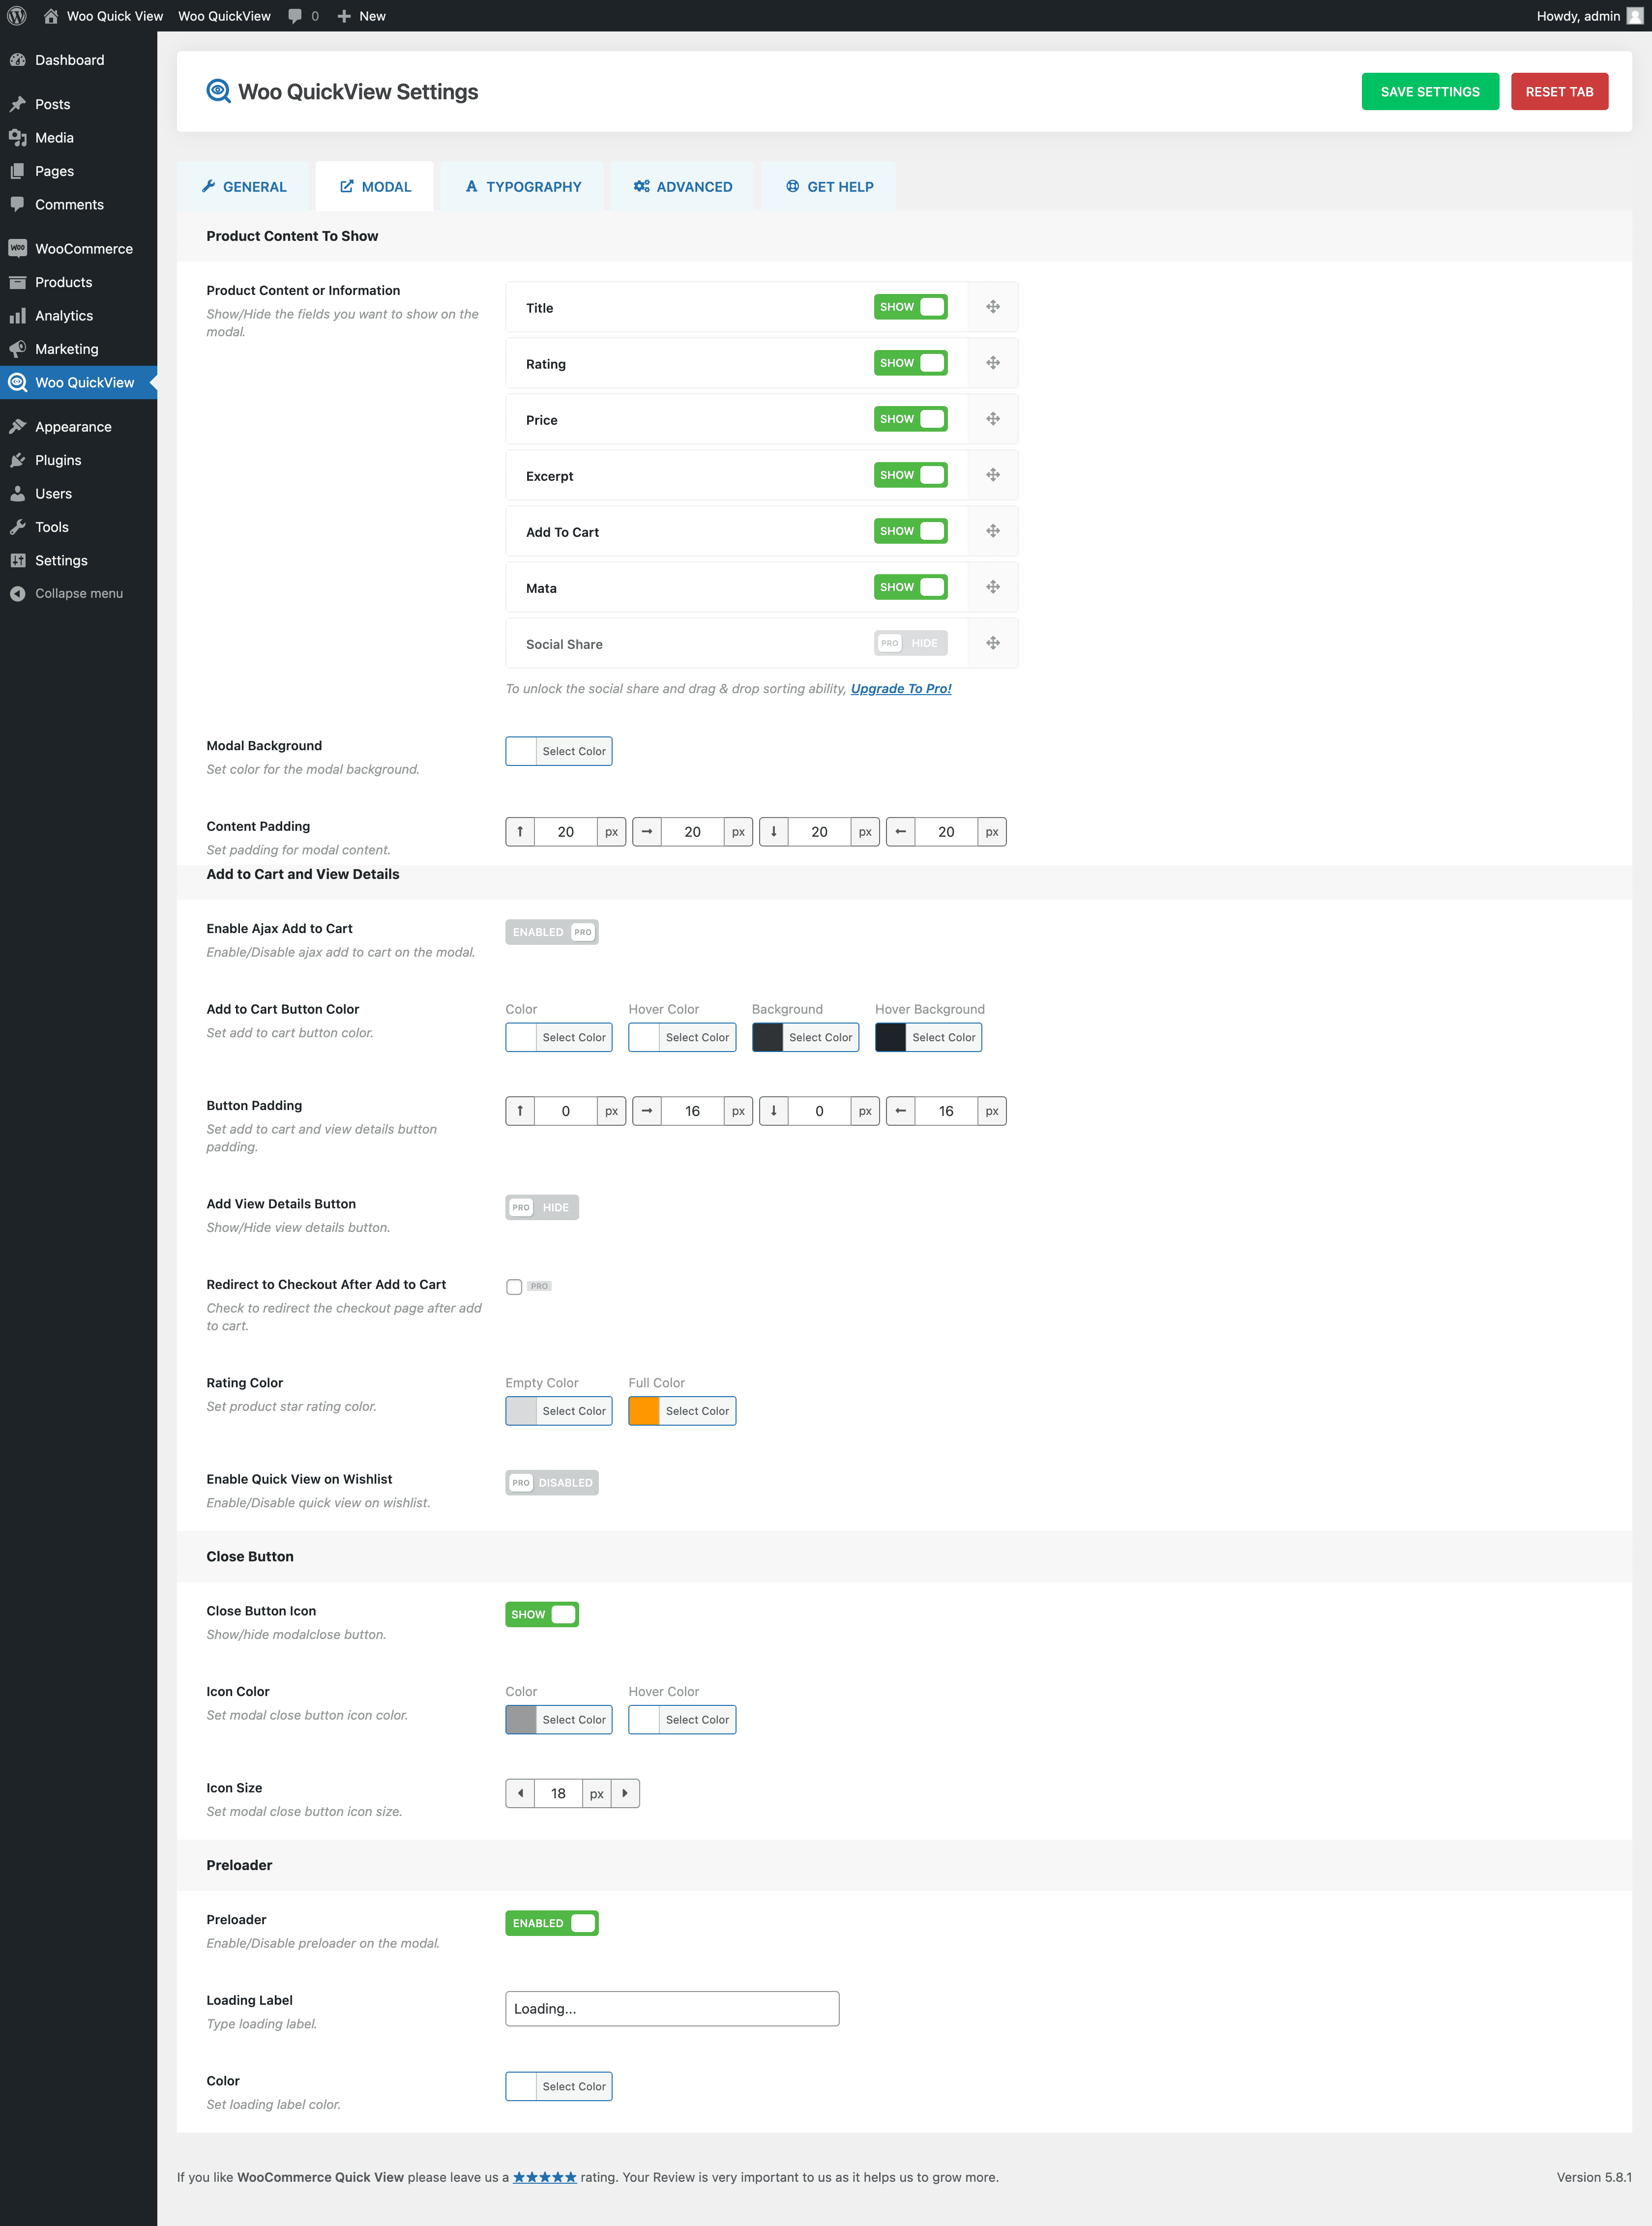 Woo Quick View Woo QuickView 0 New Howdy, admin
Dashboard
Posts
Media
Pages
Comments
WooCommerce
Products
Analytics
Marketing
Woo QuickView
Appearance
Plugins
Users
Tools
Settings
Collapse menu
Woo QuickView Settings SAVE SETTINGS RESET TAB
GENERAL MODAL TYPOGRAPHY ADVANCED GET HELP
Product Content To Show
Product Content or Information
Show/Hide the fields you want to show on the
modal.
Title SHOW
Rating SHOW
Price SHOW
Excerpt SHOW
Add To Cart SHOW
Mata SHOW
Social Share PRO HIDE
To unlock the social share and drag & drop sorting ability, Upgrade To Pro!
Modal Background
Set color for the modal background.
Select Color
Content Padding
Set padding for modal content.
20 px 20 px 20 px 20 px
Add to Cart and View Details
Enable Ajax Add to Cart
Enable/Disable ajax add to cart on the modal.
ENABLED PRO
Add to Cart Button Color
Set add to cart button color.
Color Hover Color Background Hover Background
Select Color Select Color Select Color Select Color
Button Padding
Set add to cart and view details button
padding.
0 px 16 px 0 px 16 px
Add View Details Button
Show/Hide view details button.
PRO HIDE
Redirect to Checkout After Add to Cart
Check to redirect the checkout page after add
to cart.
PRO
Rating Color
Set product star rating color.
Empty Color Full Color
Select Color Select Color
Enable Quick View on Wishlist
Enable/Disable quick view on wishlist.
PRO DISABLED
Close Button
Close Button Icon
Show/hide modalclose button.
SHOW
Icon Color
Set modal close button icon color.
Color Hover Color
Select Color Select Color
Icon Size
Set modal close button icon size.
18 px
Preloader
Preloader
Enable/Disable preloader on the modal.
ENABLED
Loading Label
Type loading label.
Loading...
Color
Set loading label color.
Select Color
If you like WooCommerce Quick View please leave us a ★★★★★ rating. Your Review is very important to us as it helps us to grow more. Version 5.8.1